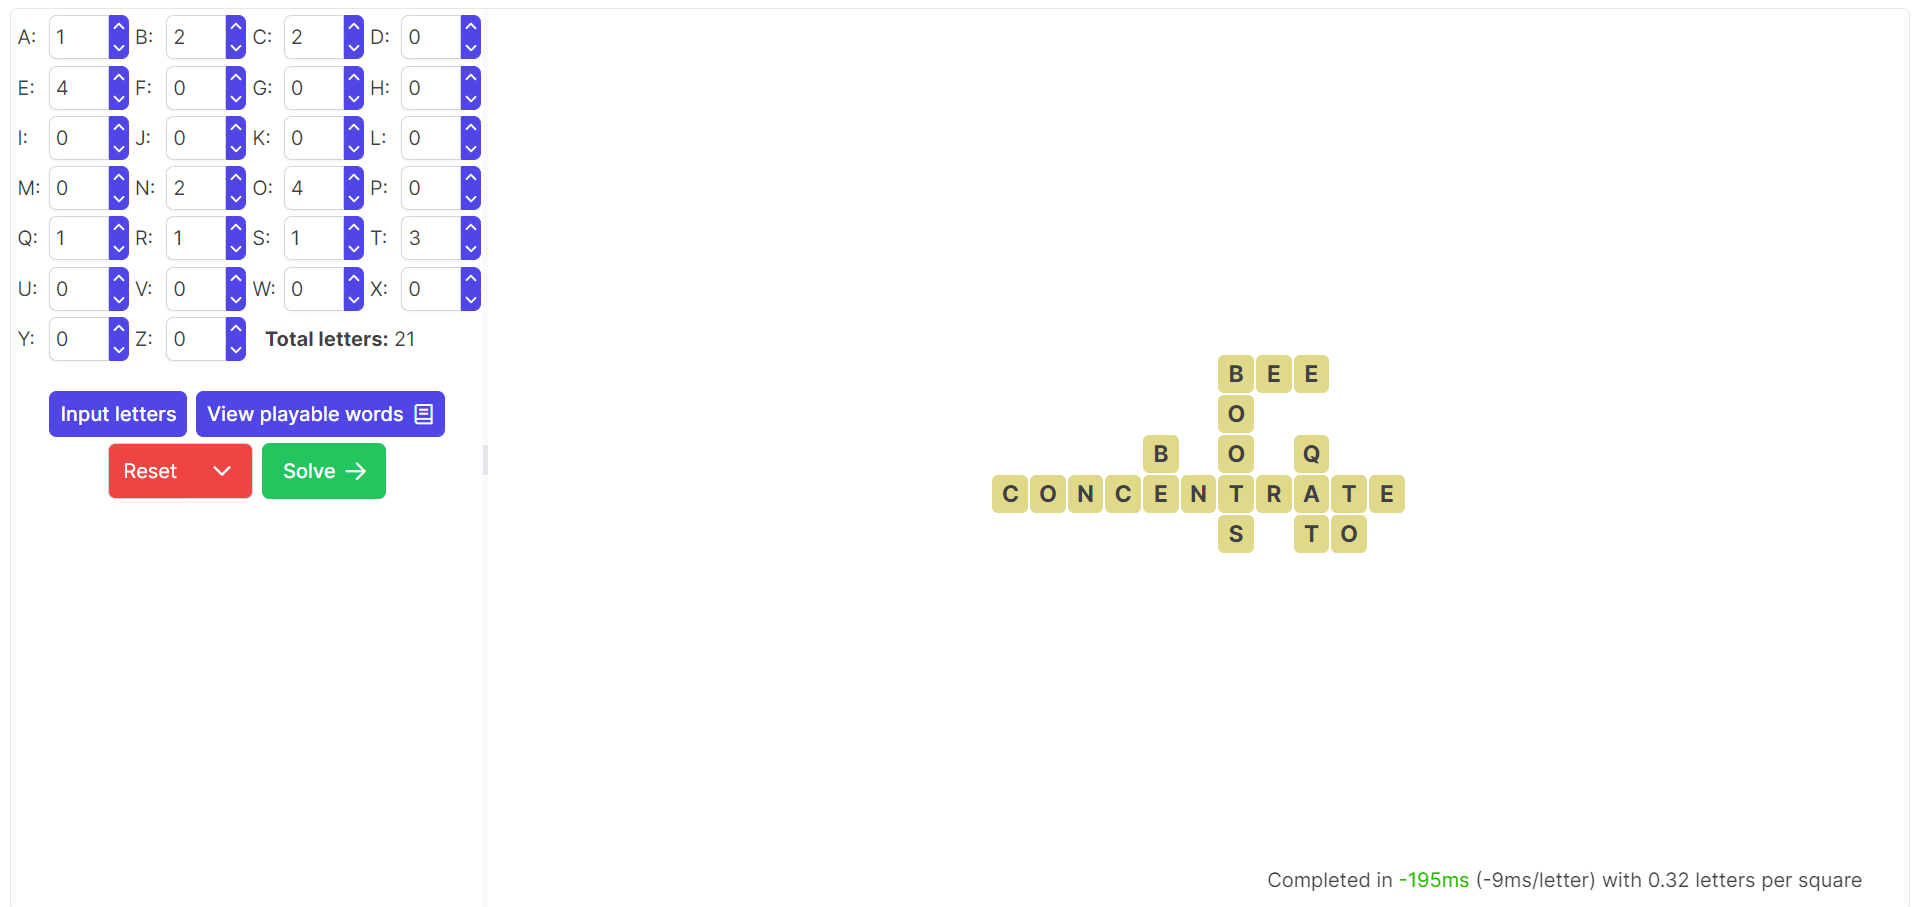 A: 1 B: 2 C: 2 D: 0
E: 4 F: 0 G: 0 H: 0
I: 0 J: 0 K: 0 L: 0
M: 0 N: 2 O: 4 P: 0
Q: 1 R: 1 S: 1 T: 3
U: 0 V: 0 W: 0 X: 0
Y: 0 Z: 0 Total letters: 21
Input letters View playable words
Reset Solve →
B E E
O
B O Q
C O N C E N T R A T E
S T O
Completed in -195ms (-9ms/letter) with 0.32 letters per square